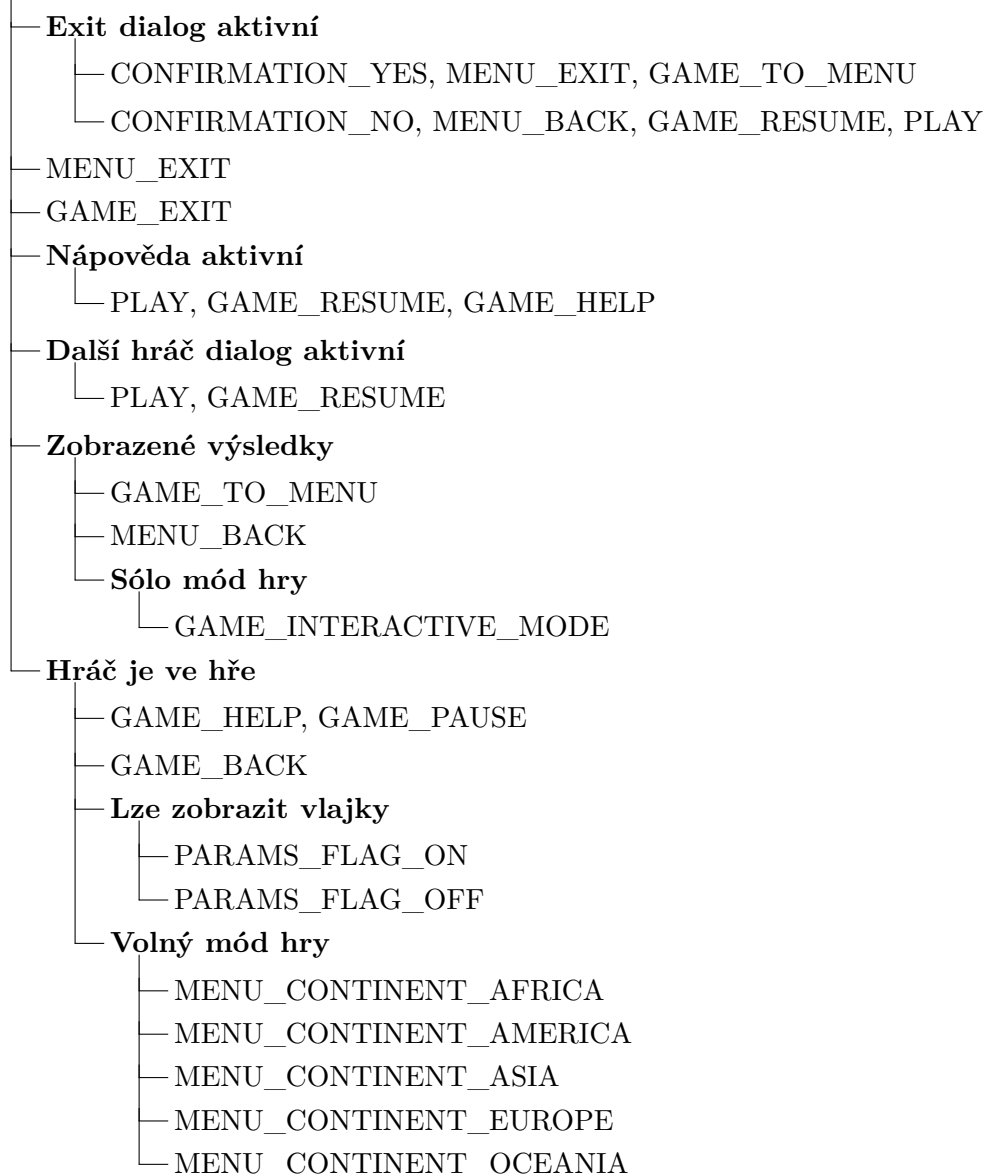 Exit dialog aktivní
CONFIRMATION_YES, MENU_EXIT, GAME_TO_MENU
CONFIRMATION_NO, MENU_BACK, GAME_RESUME, PLAY
MENU_EXIT
GAME_EXIT
Nápověda aktivní
PLAY, GAME_RESUME, GAME_HELP
Další hráč dialog aktivní
PLAY, GAME_RESUME
Zobrazené výsledky
GAME_TO_MENU
MENU_BACK
Sólo mód hry
GAME_INTERACTIVE_MODE
Hráč je ve hře
GAME_HELP, GAME_PAUSE
GAME_BACK
Lze zobrazit vlajky
PARAMS_FLAG_ON
PARAMS_FLAG_OFF
Volný mód hry
MENU_CONTINENT_AFRICA
MENU_CONTINENT_AMERICA
MENU_CONTINENT_ASIA
MENU_CONTINENT_EUROPE
MENU_CONTINENT_OCEANIA